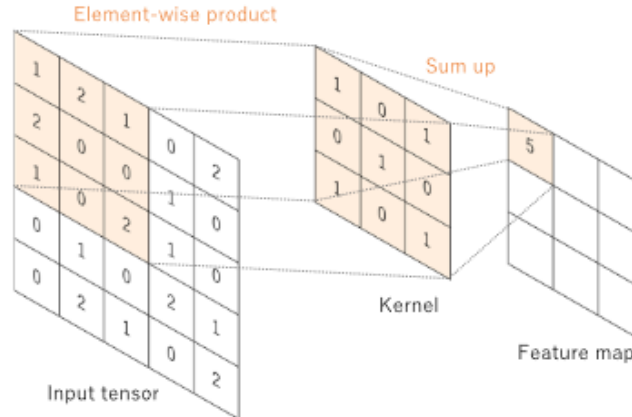 Element-wise product
Sum up
1 2 1 0 2
2 0 0 1 0
1 0 2 1 0
0 1 0 2 1
0 2 1 0 2
1 0 1
0 1 0
1 0 1
5
Input tensor
Kernel
Feature map